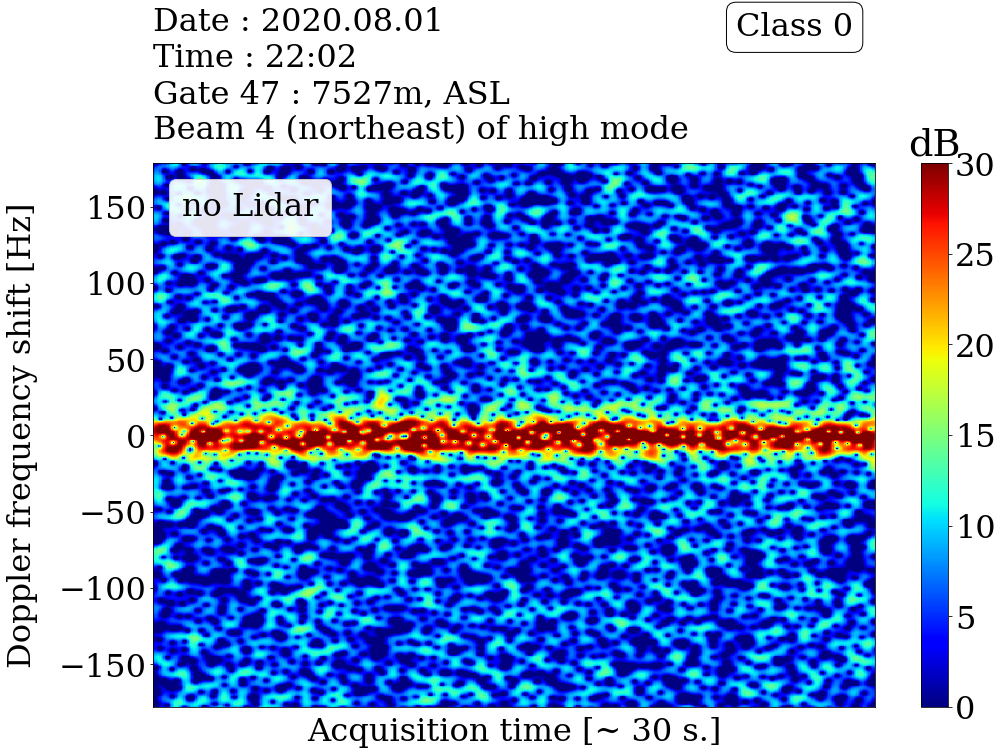 Date : 2020.08.01
Time : 22:02
Gate 47 : 7527m, ASL
Beam 4 (northeast) of high mode
Class 0
dB
no Lidar
Doppler frequency shift [Hz]
150
100
50
0
−50
−100
−150
30
25
20
15
10
5
0
Acquisition time [~ 30 s.]